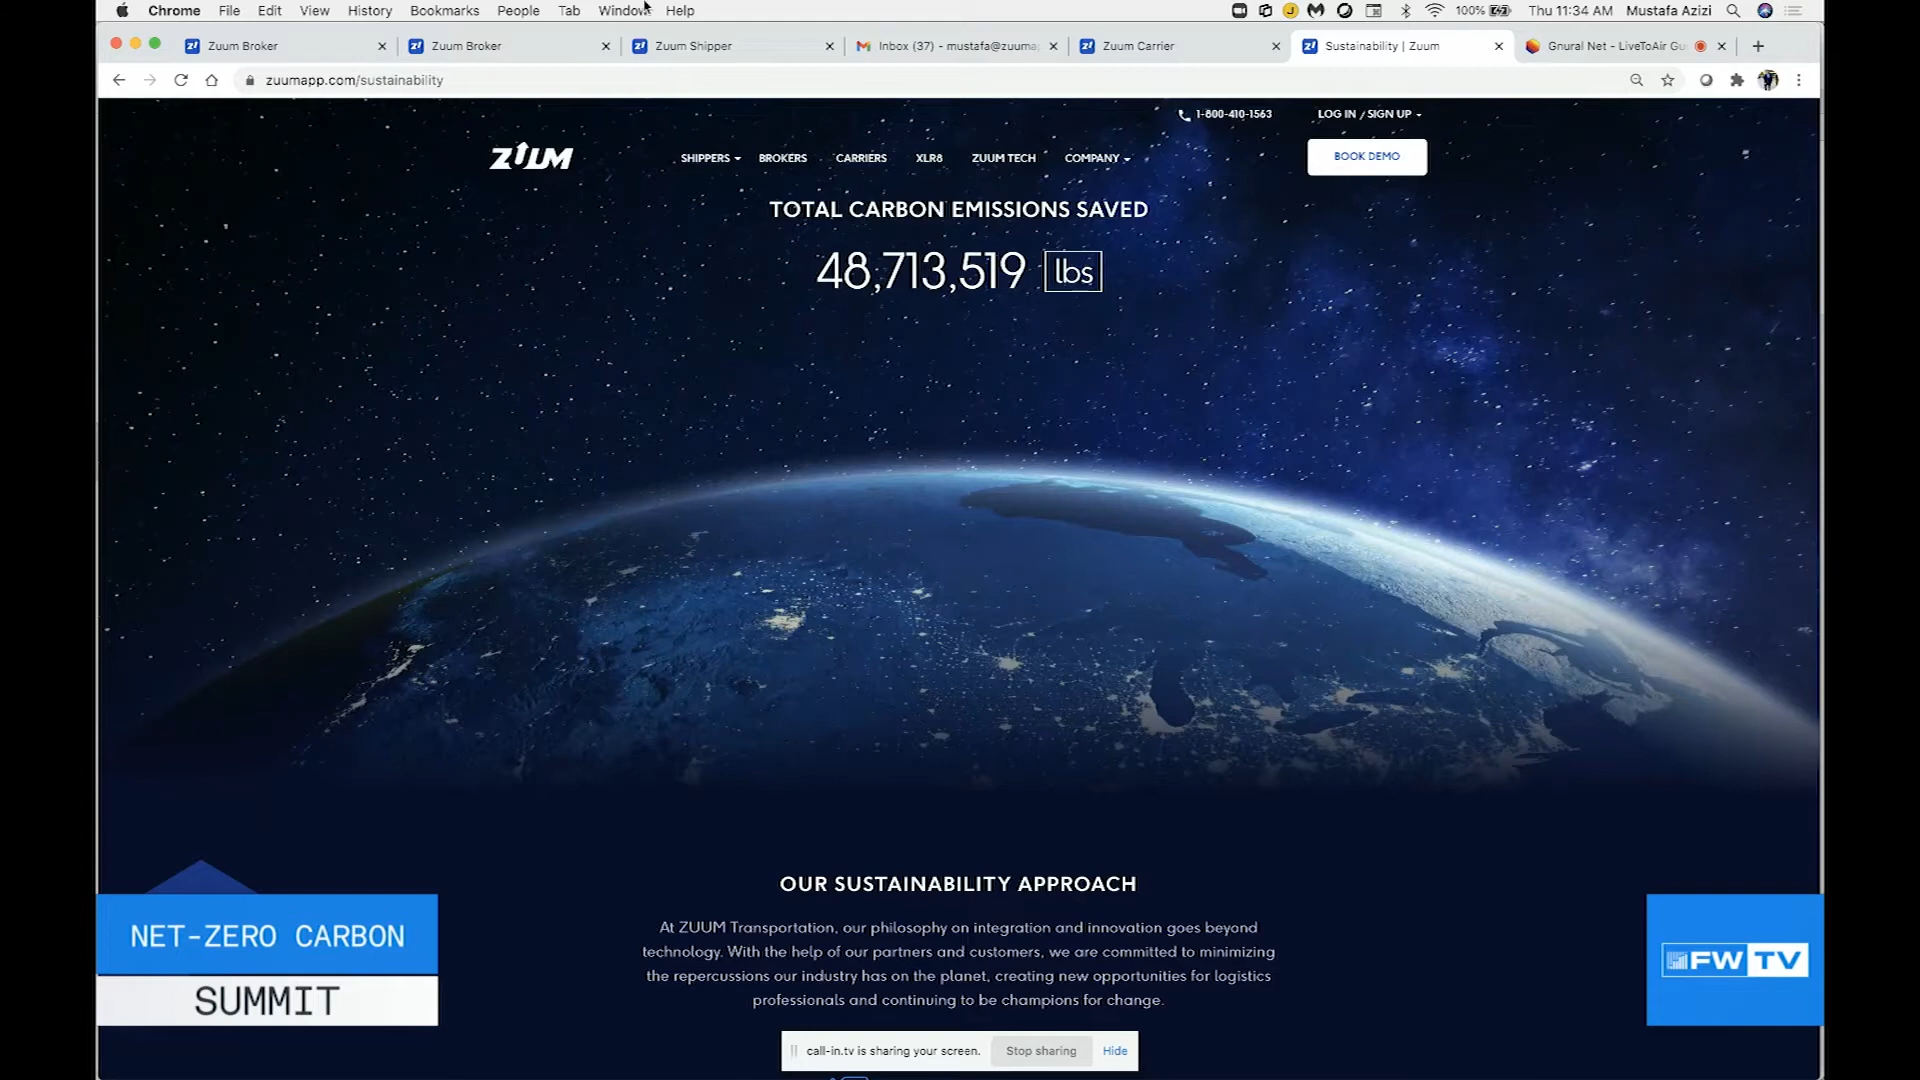 Chrome File Edit View History Bookmarks People Tab Window Help
100% Thu 11:34 AM Mustafa Azizi
Zuum Broker
Zuum Broker
Zuum Shipper
Inbox (37) - mustafa@zuuma
Zuum Carrier
Sustainability | Zuum
Gnural Net - LiveToAir Gu
zuumapp.com/sustainability
1-800-410-1563
LOG IN / SIGN UP
ZUUM
SHIPPERS BROKERS CARRIERS XLR8 ZUUM TECH COMPANY
BOOK DEMO
TOTAL CARBON EMISSIONS SAVED
48,713,519 lbs
OUR SUSTAINABILITY APPROACH
At ZUUM Transportation, our philosophy on integration and innovation goes beyond
technology. With the help of our partners and customers, we are committed to minimizing
the repercussions our industry has on the planet, creating new opportunities for logistics
professionals and continuing to be champions for change.
NET-ZERO CARBON
SUMMIT
FWTV
call-in.tv is sharing your screen. Stop sharing Hide